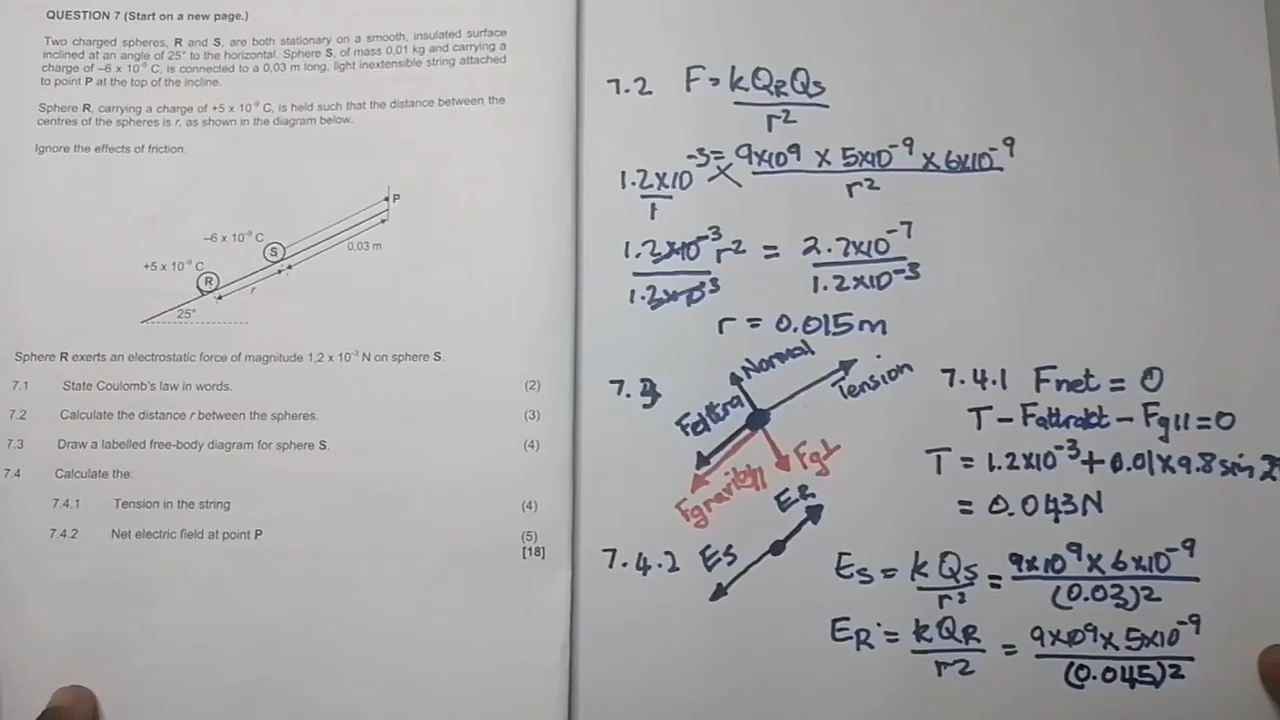 QUESTION 7 (Start on a new page.)
Two charged spheres, R and S, are both stationary on a smooth, insulated surface
inclined at an angle of 25° to the horizontal. Sphere S, of mass 0,01 kg and carrying a
charge of –6 x 10⁻⁹ C, is connected to a 0,03 m long, light inextensible string attached
to point P at the top of the incline.
Sphere R, carrying a charge of +5 x 10⁻⁹ C, is held such that the distance between the
centres of the spheres is r, as shown in the diagram below.
Ignore the effects of friction.
P
–6 x 10⁻⁹ C
S
0,03 m
+5 x 10⁻⁹ C
R
r
25°
Sphere R exerts an electrostatic force of magnitude 1,2 x 10⁻³ N on sphere S.
7.1 State Coulomb's law in words. (2)
7.2 Calculate the distance r between the spheres. (3)
7.3 Draw a labelled free-body diagram for sphere S. (4)
7.4 Calculate the:
7.4.1 Tension in the string (4)
7.4.2 Net electric field at point P (5)
[18]
7.2 F = kQRQS
r²
1.2x10⁻³ = 9x10⁹ x 5x10⁻⁹ x 6x10⁻⁹
1 r²
1.2x10⁻³ r² = 2.7x10⁻⁷
1.2x10⁻³ 1.2x10⁻³
r = 0.015m
7.3
Normal
Tension
Fg⊥
7.4.1 Fnet = 0
T - Fattrakt - Fg|| = 0
T = 1.2x10⁻³ + 0.01x9.8 sin
= 0.043N
7.4.2 ES
ER
ES = kQS = 9x10⁹ x 6x10⁻⁹
r² (0.03)²
ER = kQR = 9x10⁹ x 5x10⁻⁹
r² (0.045)²